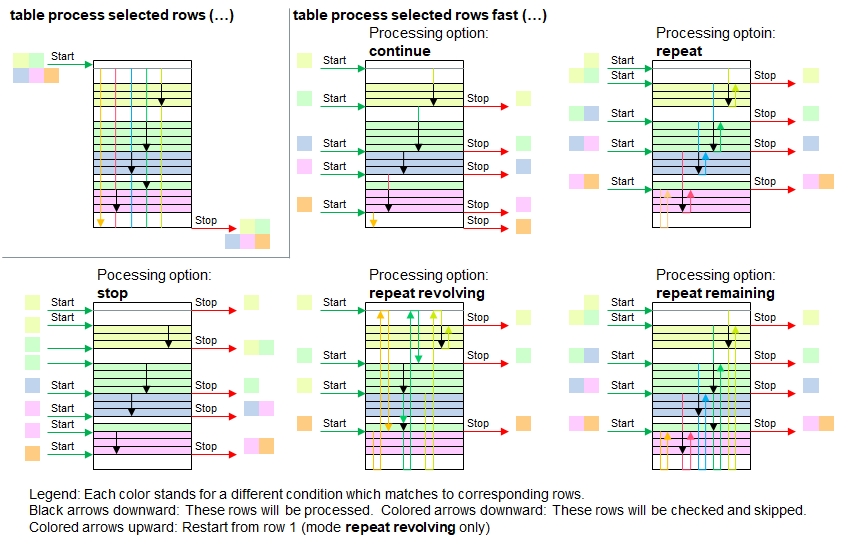 table process selected rows (…)
table process selected rows fast (…)
Processing option:
continue
Processing optoin:
repeat
Start
Stop
Start
Start
Stop
Start
Stop
Start
Stop
Start
Stop
Start
Start
Stop
Start
Stop
Start
Stop
Start
Stop
Pocessing option:
stop
Processing option:
repeat revolving
Processing option:
repeat remaining
Start
Stop
Start
Stop
Stop
Start
Stop
Start
Stop
Start
Start
Stop
Start
Stop
Start
Stop
Start
Stop
Start
Stop
Start
Stop
Start
Stop
Start
Stop
Legend: Each color stands for a different condition which matches to corresponding rows.
Black arrows downward: These rows will be processed. Colored arrows downward: These rows will be checked and skipped.
Colored arrows upward: Restart from row 1 (mode repeat revolving only)